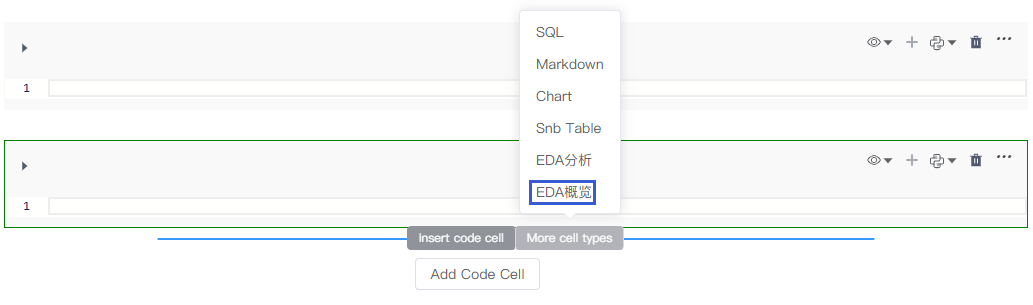 SQL
Markdown
1
Chart
Snb Table
EDA分析
EDA概览
1
Insert code cell
More cell types
Add Code Cell